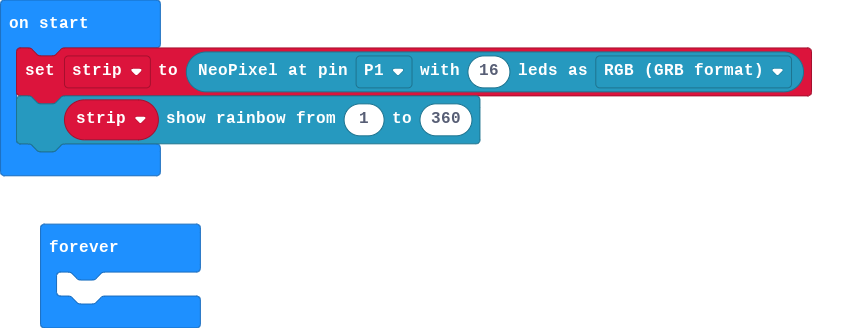 on start
set strip to NeoPixel at pin P1 with 16 leds as RGB (GRB format)
strip show rainbow from 1 to 360
forever